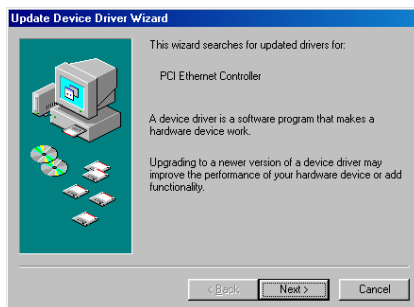 Update Device Driver Wizard
This wizard searches for updated drivers for:
PCI Ethernet Controller
A device driver is a software program that makes a
hardware device work.
Upgrading to a newer version of a device driver may
improve the performance of your hardware device or add
functionality.
< Back
Next >
Cancel